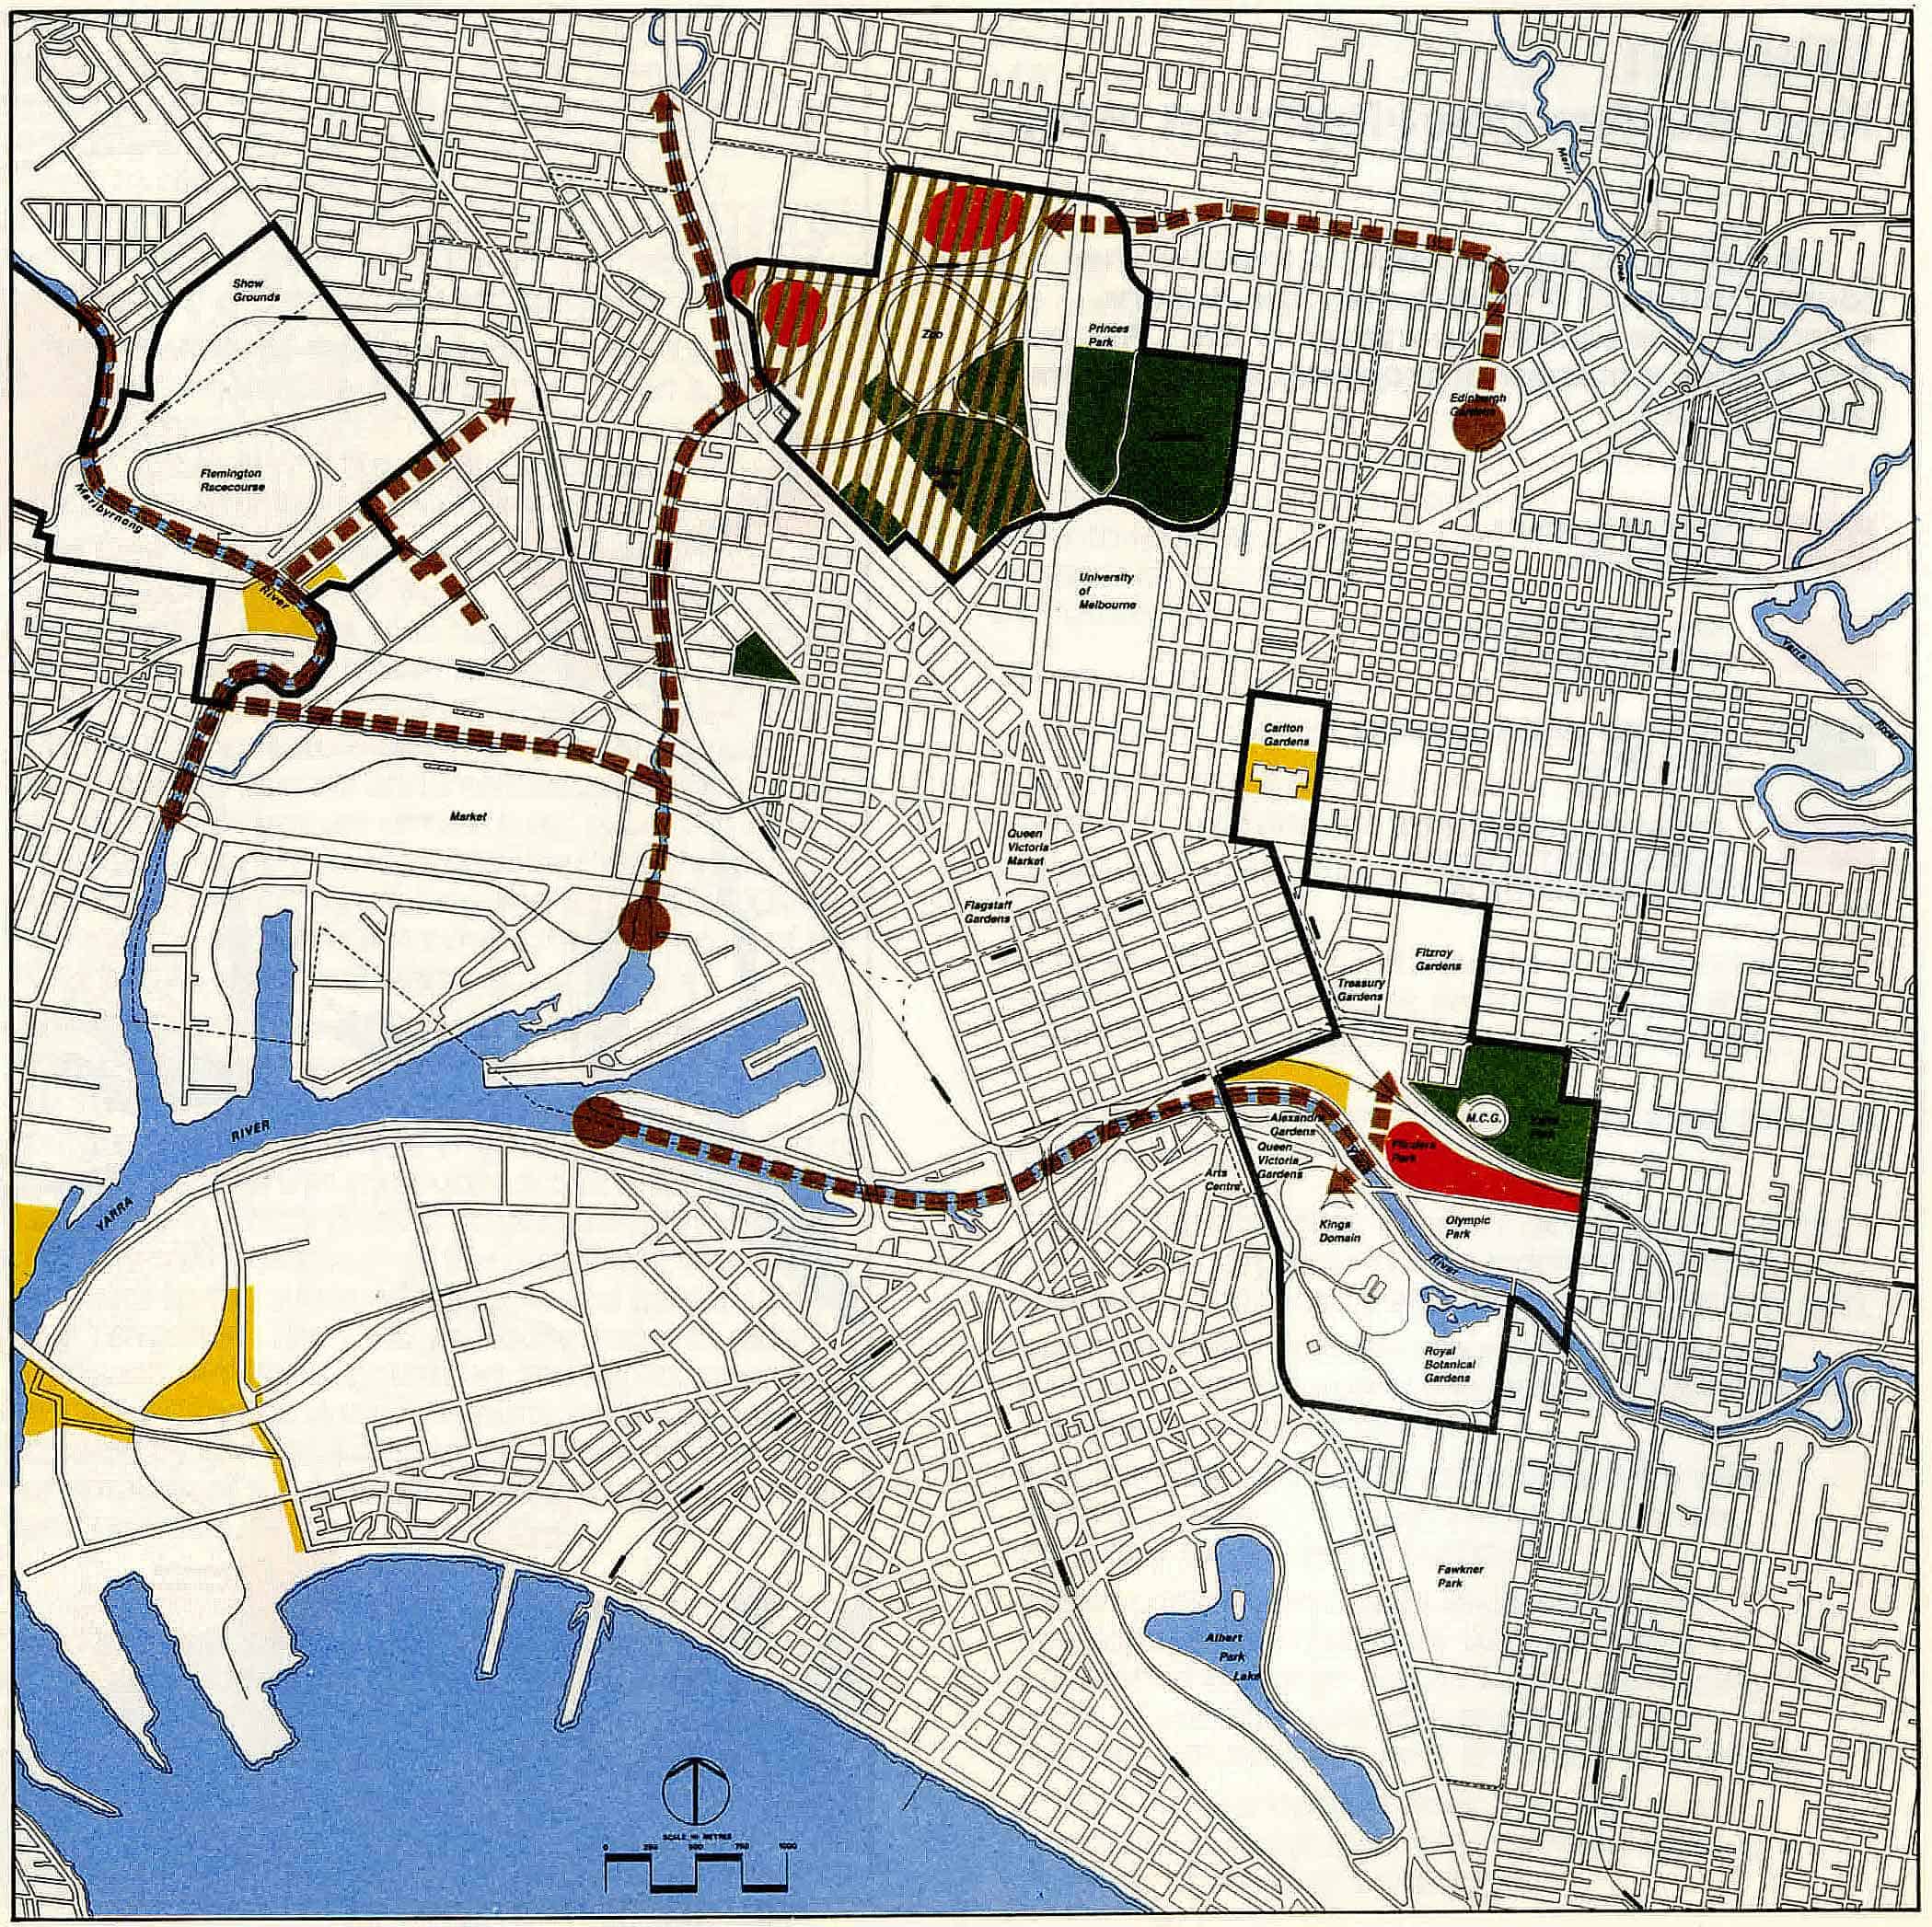 Merri
Creek
Show
Grounds
Zoo
Princes
Park
Edinburgh
Gardens
Flemington
Racecourse
Maribyrnong
River
University
of
Melbourne
Yarra
River
Carlton
Gardens
Market
Queen
Victoria
Market
Flagstaff
Gardens
Fitzroy
Gardens
Treasury
Gardens
M.C.G.
Alexandra
Gardens
Flinders
Park
Queen
Victoria
Gardens
Arts
Centre
Kings
Domain
Olympic
Park
River
Royal
Botanical
Gardens
YARRA
RIVER
Fawkner
Park
Albert
Park
Lake
SCALE IN METRES
0 250 500 750 1000